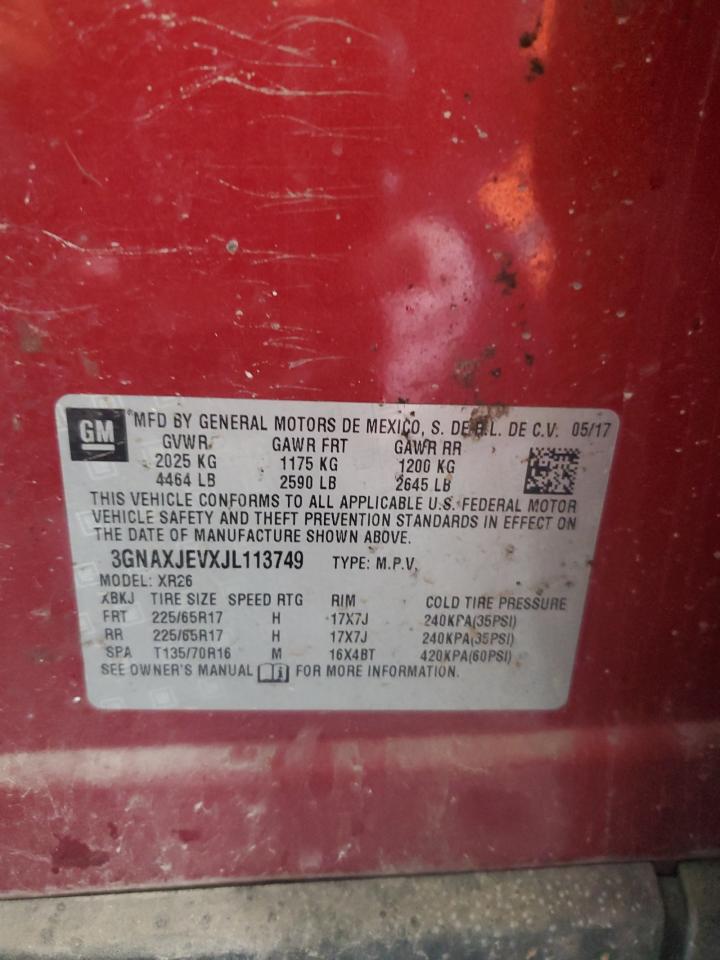 GM
MFD BY GENERAL MOTORS DE MEXICO, S. DE R.L. DE C.V. 05/17
GVWR GAWR FRT GAWR RR
2025 KG 1175 KG 1200 KG
4464 LB 2590 LB 2645 LB
THIS VEHICLE CONFORMS TO ALL APPLICABLE U.S. FEDERAL MOTOR
VEHICLE SAFETY AND THEFT PREVENTION STANDARDS IN EFFECT ON
THE DATE OF MANUFACTURE SHOWN ABOVE.
3GNAXJEVXJL113749 TYPE: M.P.V.
MODEL: XR26
XBKJ TIRE SIZE SPEED RTG RIM COLD TIRE PRESSURE
FRT 225/65R17 H 17X7J 240KPA(35PSI)
RR 225/65R17 H 17X7J 240KPA(35PSI)
SPA T135/70R16 M 16X4BT 420KPA(60PSI)
SEE OWNER'S MANUAL FOR MORE INFORMATION.